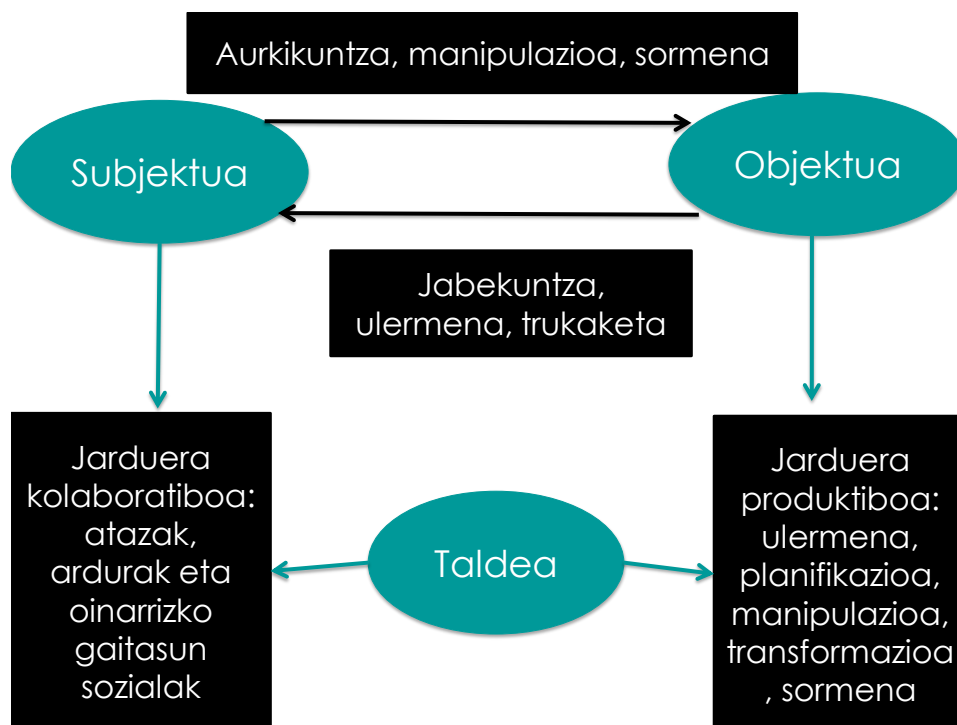 Aurkikuntza, manipulazioa, sormena
Subjektua
Objektua
Jabekuntza,
ulermena, trukaketa
Jarduera
kolaboratiboa:
atazak,
ardurak eta
oinarrizko
gaitasun
sozialak
Taldea
Jarduera
produktiboa:
ulermena,
planifikazioa,
manipulazioa,
transformazioa
, sormena